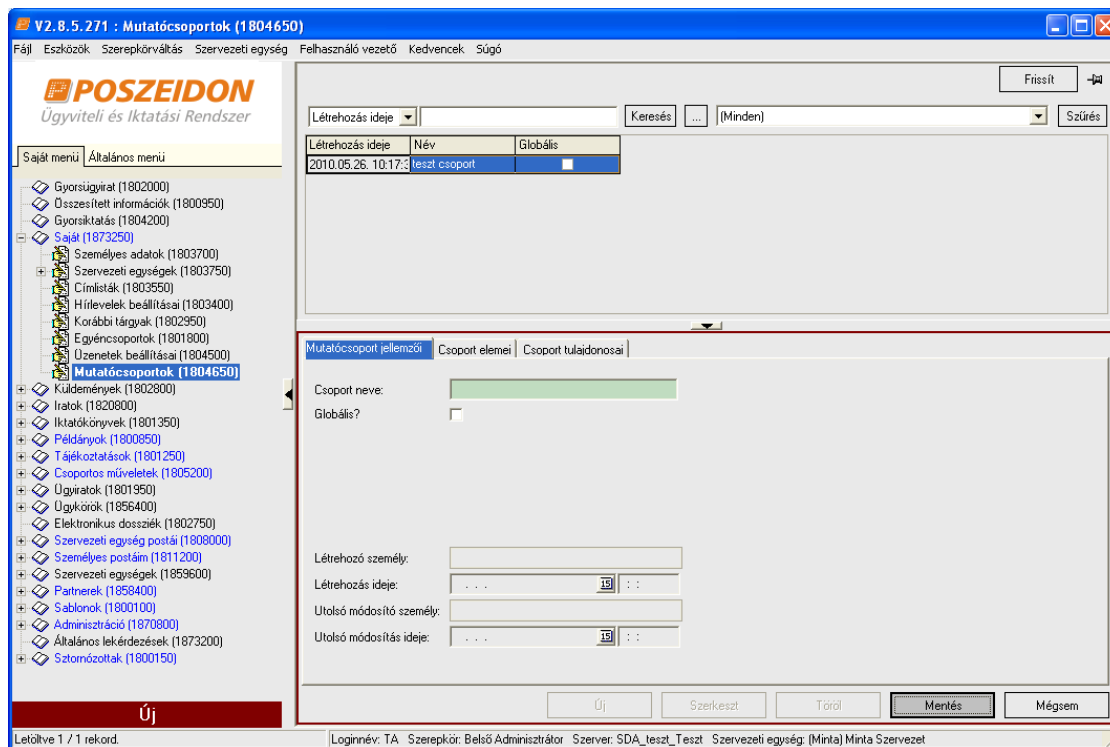 V2.8.5.271 : Mutatócsoportok (1804650)
Fájl Eszközök Szerepkörváltás Szervezeti egység Felhasználó vezető Kedvencek Súgó
POSZEIDON
Ügyviteli és Iktatási Rendszer
Frissít
Létrehozás ideje Keresés ... (Minden) Szűrés
Létrehozás ideje Név Globális
2010.05.26. 10:17:3 teszt csoport
Saját menü Általános menü
Gyorsügyirat (1802000)
Összesített információk (1800950)
Gyorsiktatás (1804200)
Saját (1873250)
Személyes adatok (1803700)
Szervezeti egységek (1803750)
Címlisták (1803550)
Hírlevelek beállításai (1803400)
Korábbi tárgyak (1802950)
Egyéncsoportok (1801800)
Üzenetek beállításai (1804500)
Mutatócsoportok (1804650)
Küldemények (1802800)
Iratok (1820800)
Iktatókönyvek (1801350)
Példányok (1800850)
Tájékoztatások (1801250)
Csoportos műveletek (1805200)
Ügyiratok (1801950)
Ügykörök (1856400)
Elektronikus dossziék (1802750)
Szervezeti egység postái (1808000)
Személyes postáim (1811200)
Szervezeti egységek (1859600)
Partnerek (1858400)
Sablonok (1800100)
Adminisztráció (1870800)
Általános lekérdezések (1873200)
Sztornózottak (1800150)
Mutatócsoport jellemzői Csoport elemei Csoport tulajdonosai
Csoport neve:
Globális?
Létrehozó személy:
Létrehozás ideje: . . . 15 : :
Utolsó módosító személy:
Utolsó módosítás ideje: . . . 15 : :
Új
Új Szerkeszt Töröl Mentés Mégsem
Letöltve 1 / 1 rekord. Loginnév: TA Szerepkör: Belső Adminisztrátor Szerver: SDA_teszt_Teszt Szervezeti egység: (Minta) Minta Szervezet